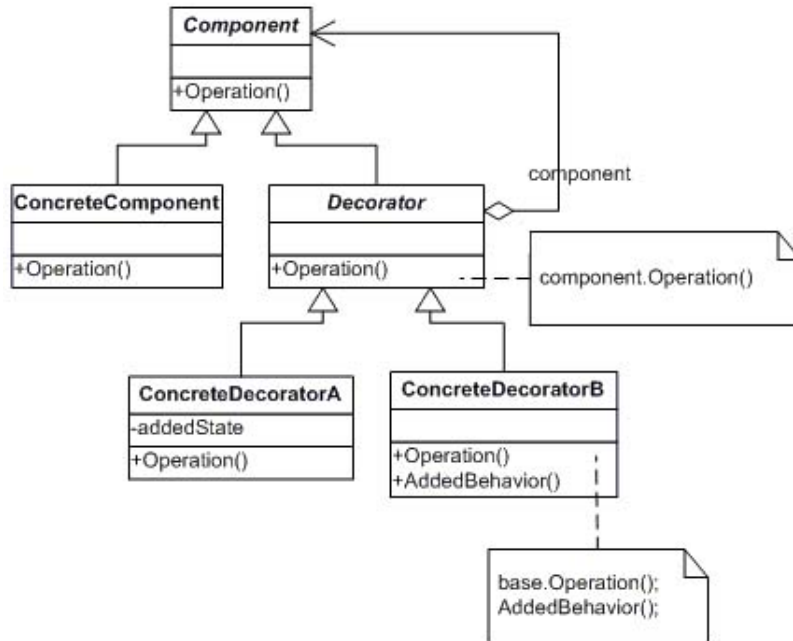 Component
+Operation()
ConcreteComponent
+Operation()
Decorator
+Operation()
component
component.Operation()
ConcreteDecoratorA
-addedState
+Operation()
ConcreteDecoratorB
+Operation()
+AddedBehavior()
base.Operation();
AddedBehavior();